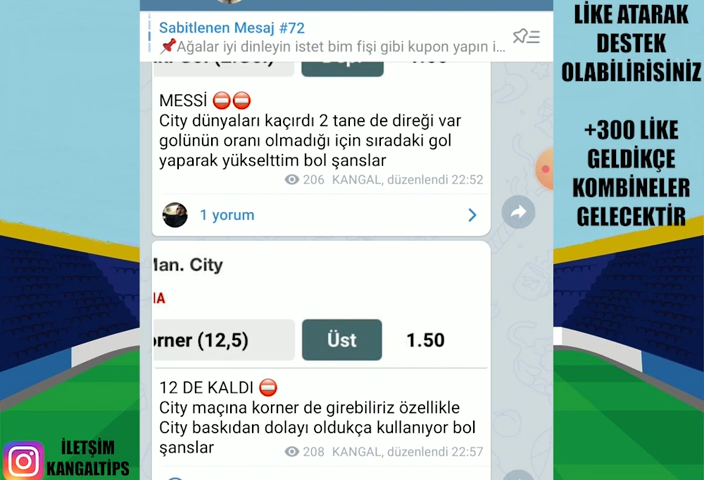 Sabitlenen Mesaj #72
📌Ağalar iyi dinleyin istet bim fişi gibi kupon yapın i...
MESSİ ⛔⛔
City dünyaları kaçırdı 2 tane de direği var
golünün oranı olmadığı için sıradaki gol
yaparak yükselttim bol şanslar
206 KANGAL, düzenlendi 22:52
1 yorum
Man. City
orner (12,5) Üst 1.50
12 DE KALDI ⛔
City maçına korner de girebiliriz özellikle
City baskıdan dolayı oldukça kullanıyor bol
şanslar
208 KANGAL, düzenlendi 22:57
LİKE ATARAK
DESTEK
OLABİLİRİSİNİZ
+300 LİKE
GELDİKÇE
KOMBİNELER
GELECEKTİR
İLETŞİM
KANGALTİPS